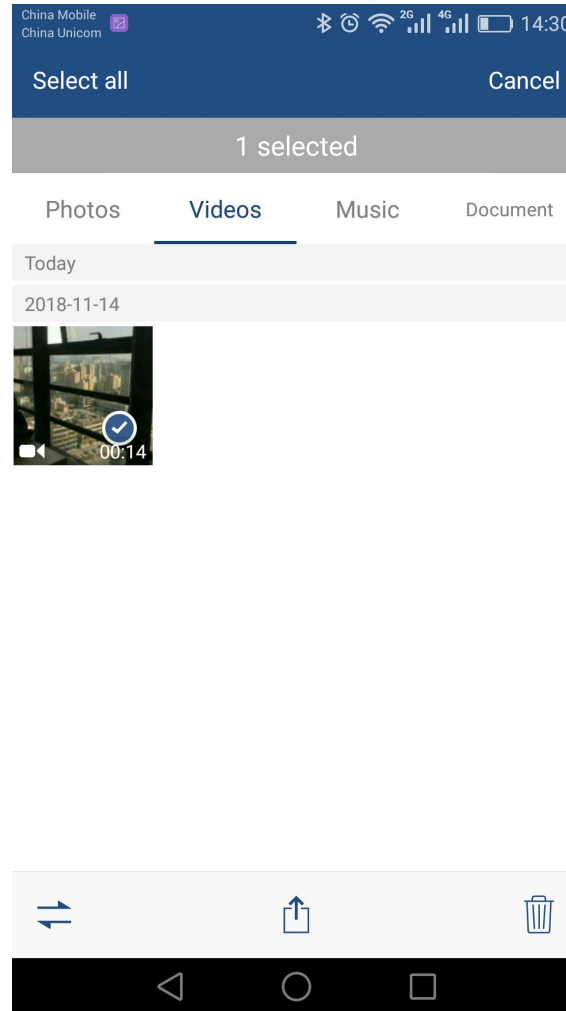 China Mobile
China Unicom
2G 4G 14:30
Select all Cancel
1 selected
Photos Videos Music Document
Today
2018-11-14
00:14